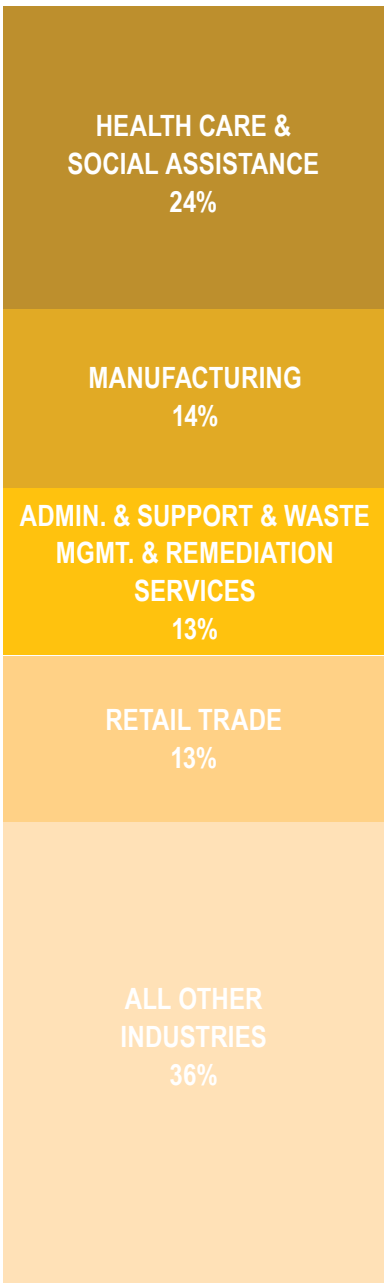 HEALTH CARE &
SOCIAL ASSISTANCE
24%
MANUFACTURING
14%
ADMIN. & SUPPORT & WASTE
MGMT. & REMEDIATION
SERVICES
13%
RETAIL TRADE
13%
ALL OTHER
INDUSTRIES
36%